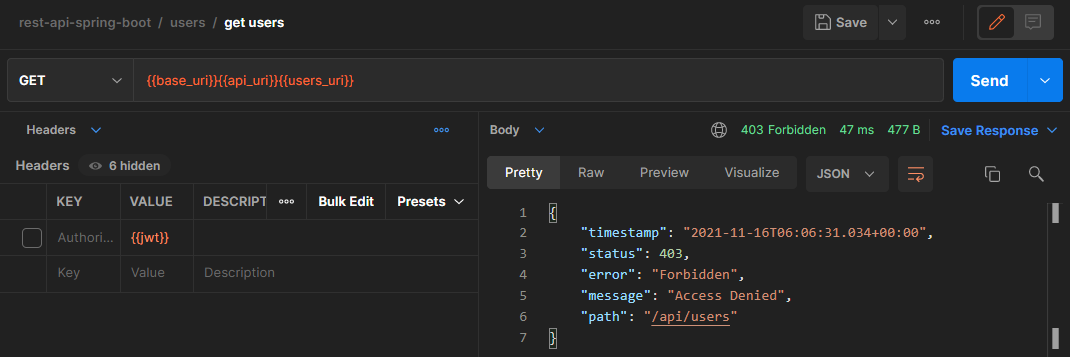 rest-api-spring-boot / users / get users
Save
GET
{{base_uri}}{{api_uri}}{{users_uri}}
Send
Headers
Headers 6 hidden
KEY VALUE DESCRIPT Bulk Edit Presets
Authori... {{jwt}}
Key Value Description
Body
403 Forbidden 47 ms 477 B Save Response
Pretty Raw Preview Visualize JSON
1 {
2 "timestamp": "2021-11-16T06:06:31.034+00:00",
3 "status": 403,
4 "error": "Forbidden",
5 "message": "Access Denied",
6 "path": "/api/users"
7 }